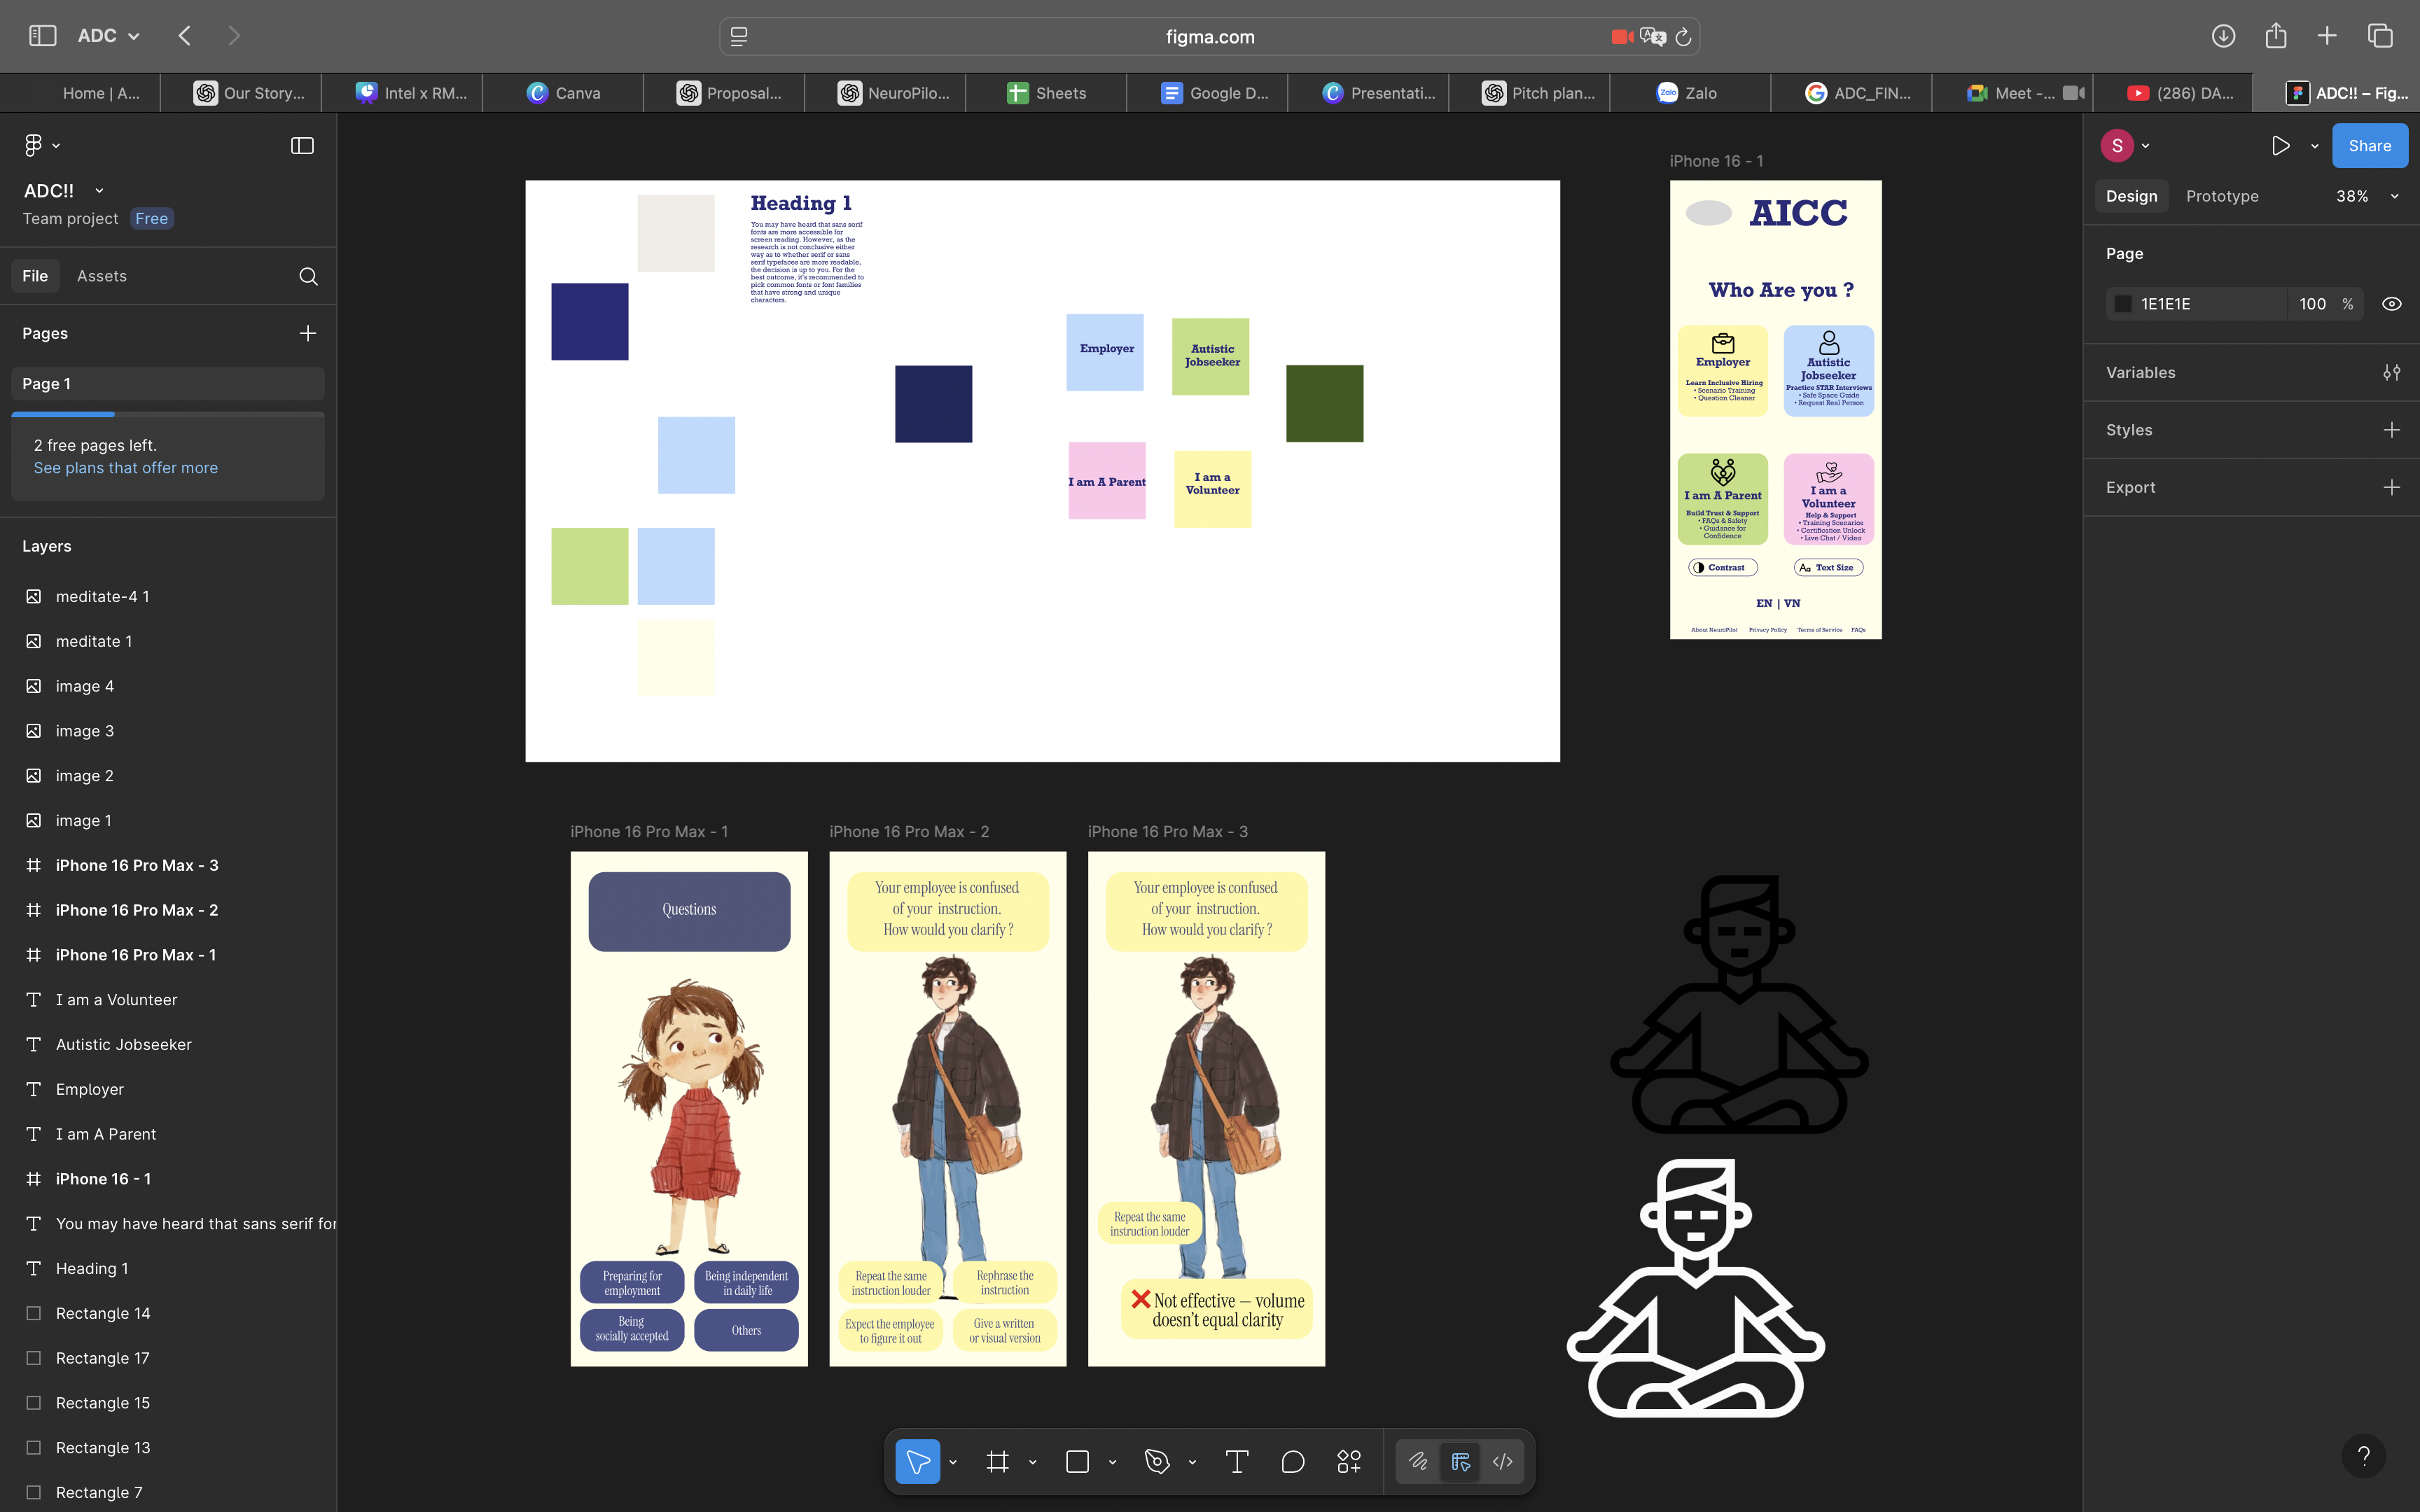 ADC
figma.com
Home | A...
Our Story...
Intel x RM...
Canva
Proposal...
NeuroPilo...
Sheets
Google D...
Presentati...
Pitch plan...
Zalo
ADC_FIN...
Meet -...
(286) DA...
ADC!! – Fig...
ADC!!
Team project Free
File Assets
Pages
Page 1
2 free pages left.
See plans that offer more
Layers
meditate-4 1
meditate 1
image 4
image 3
image 2
image 1
iPhone 16 Pro Max - 3
iPhone 16 Pro Max - 2
iPhone 16 Pro Max - 1
I am a Volunteer
Autistic Jobseeker
Employer
I am A Parent
iPhone 16 - 1
You may have heard that sans serif for
Heading 1
Rectangle 14
Rectangle 17
Rectangle 15
Rectangle 13
Rectangle 7
Heading 1
You may have heard that sans serif
fonts are more accessible for
screen reading. However, as the
research is not conclusive either
way as to whether serif or sans
serif typefaces are more readable,
the decision is up to you. For the
best outcome, it's recommended to
pick common fonts or font families
that have strong and unique
characters.
Employer
Autistic
Jobseeker
I am A Parent
I am a
Volunteer
iPhone 16 - 1
AICC
Who Are you ?
Employer
Learn Inclusive Hiring
• Scenario Training
• Question Cleaner
Autistic
Jobseeker
Practice STAR Interviews
• Safe Space Guide
• Request Real Person
I am A Parent
Build Trust & Support
• FAQs & Safety
• Guidance for
Confidence
I am a
Volunteer
Help & Support
• Training Scenarios
• Certification Unlock
• Live Chat / Video
Contrast
Aa Text Size
EN | VN
About NeuroPilot Privacy Policy Terms of Service FAQs
iPhone 16 Pro Max - 1
Questions
Preparing for
employment
Being independent
in daily life
Being
socially accepted
Others
iPhone 16 Pro Max - 2
Your employee is confused
of your instruction.
How would you clarify ?
Repeat the same
instruction louder
Rephrase the
instruction
Expect the employee
to figure it out
Give a written
or visual version
iPhone 16 Pro Max - 3
Your employee is confused
of your instruction.
How would you clarify ?
Repeat the same
instruction louder
❌ Not effective — volume
doesn't equal clarity
S
Share
Design Prototype 38%
Page
1E1E1E 100 %
Variables
Styles
Export
?